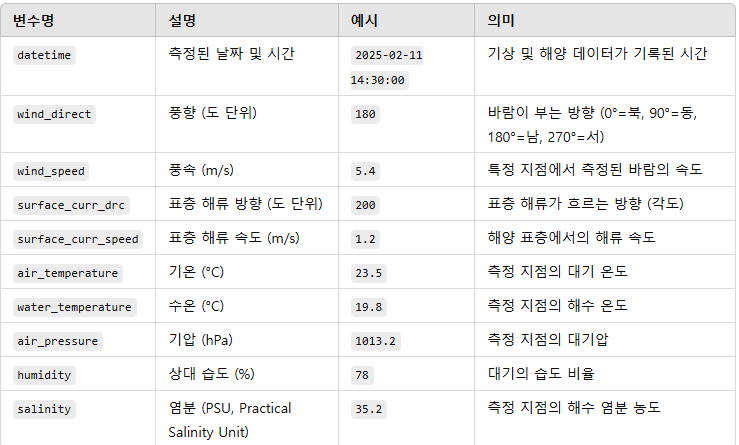 변수명 설명 예시 의미
datetime 측정된 날짜 및 시간 2025-02-11 기상 및 해양 데이터가 기록된 시간
14:30:00
wind_direct 풍향 (도 단위) 180 바람이 부는 방향 (0°=북, 90°=동,
180°=남, 270°=서)
wind_speed 풍속 (m/s) 5.4 특정 지점에서 측정된 바람의 속도
surface_curr_drc 표층 해류 방향 (도 단위) 200 표층 해류가 흐르는 방향 (각도)
surface_curr_speed 표층 해류 속도 (m/s) 1.2 해양 표층에서의 해류 속도
air_temperature 기온 (°C) 23.5 측정 지점의 대기 온도
water_temperature 수온 (°C) 19.8 측정 지점의 해수 온도
air_pressure 기압 (hPa) 1013.2 측정 지점의 대기압
humidity 상대 습도 (%) 78 대기의 습도 비율
salinity 염분 (PSU, Practical 35.2 측정 지점의 해수 염분 농도
Salinity Unit)